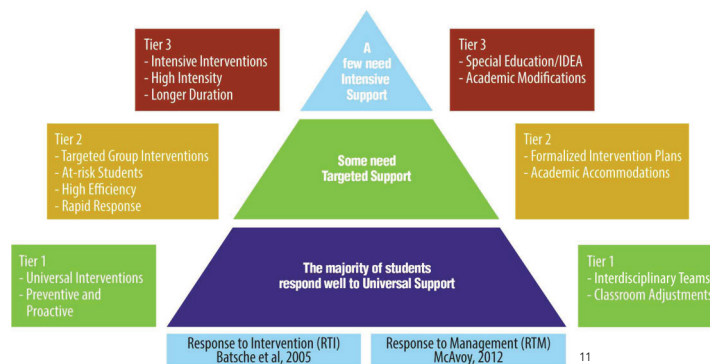 Tier 3
- Intensive Interventions
- High Intensity
- Longer Duration
A
few need
Intensive
Support
Tier 3
- Special Education/IDEA
- Academic Modifications
Tier 2
- Targeted Group Interventions
- At-risk Students
- High Efficiency
- Rapid Response
Some need
Targeted Support
Tier 2
- Formalized Intervention Plans
- Academic Accommodations
Tier 1
- Universal Interventions
- Preventive and
Proactive
The majority of students
respond well to Universal Support
Tier 1
- Interdisciplinary Teams
- Classroom Adjustments
Response to Intervention (RTI)
Batsche et al, 2005
Response to Management (RTM)
McAvoy, 2012
11